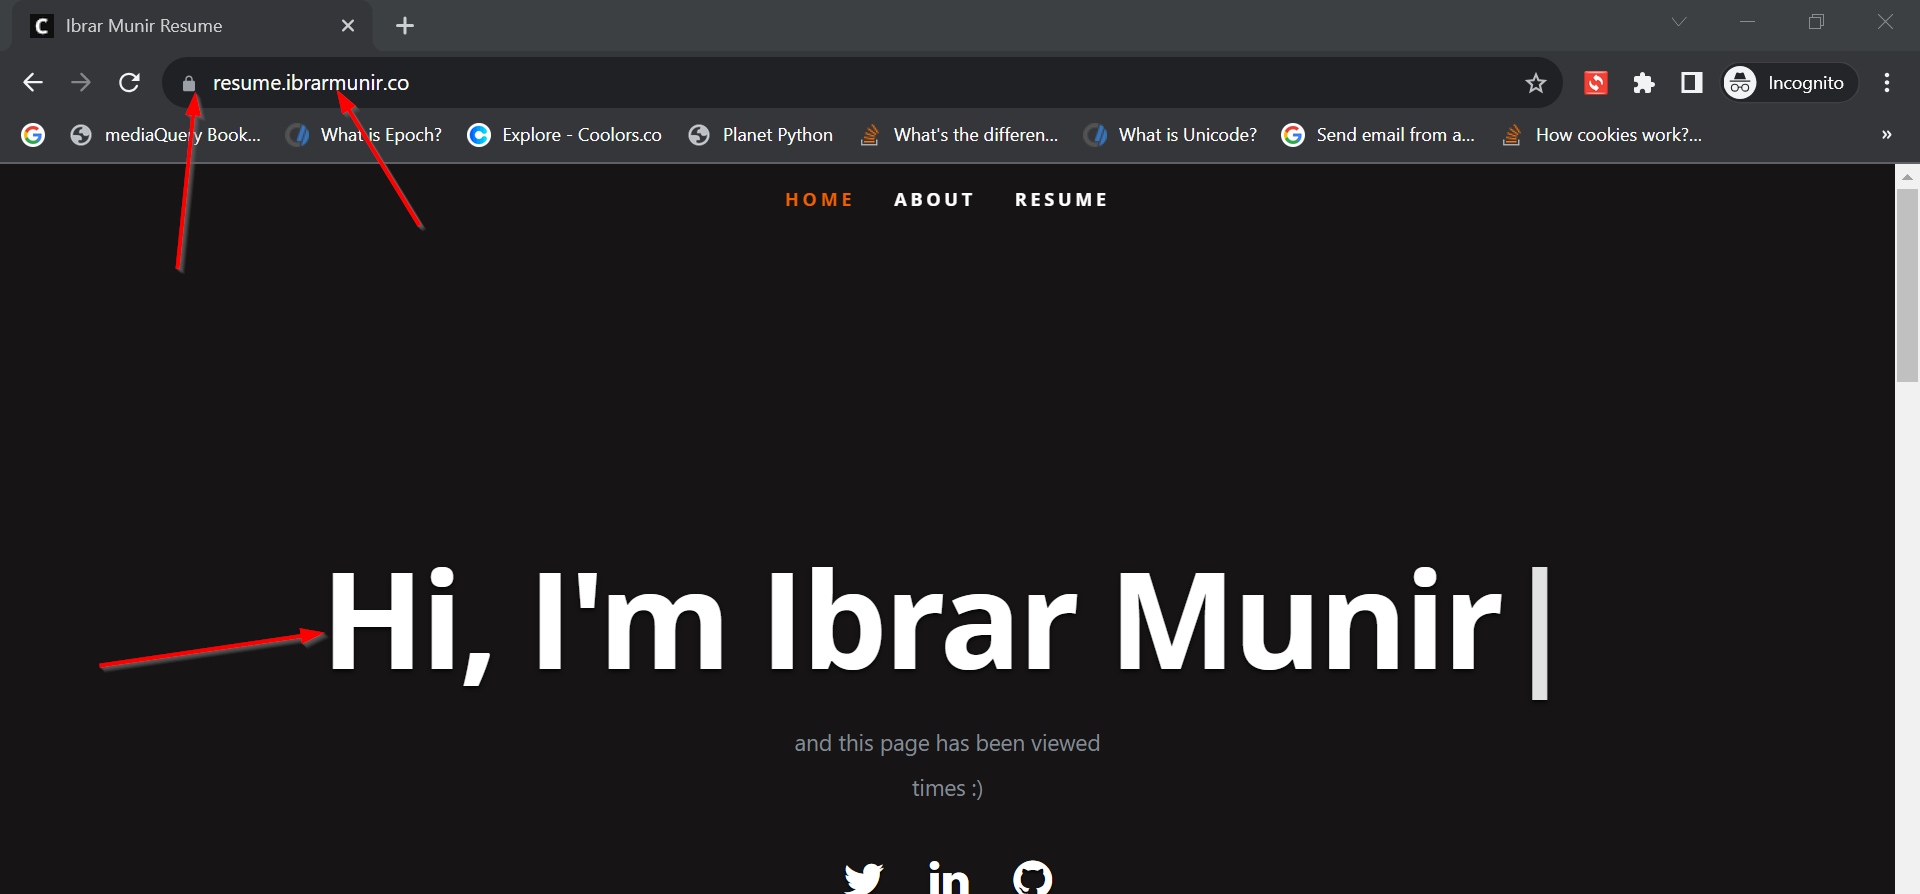 Ibrar Munir Resume
resume.ibrarmunir.co
Incognito
mediaQuery Book... What is Epoch? Explore - Coolors.co Planet Python What's the differen... What is Unicode? Send email from a... How cookies work?... »
HOME ABOUT RESUME
Hi, I'm Ibrar Munir
and this page has been viewed
times :)